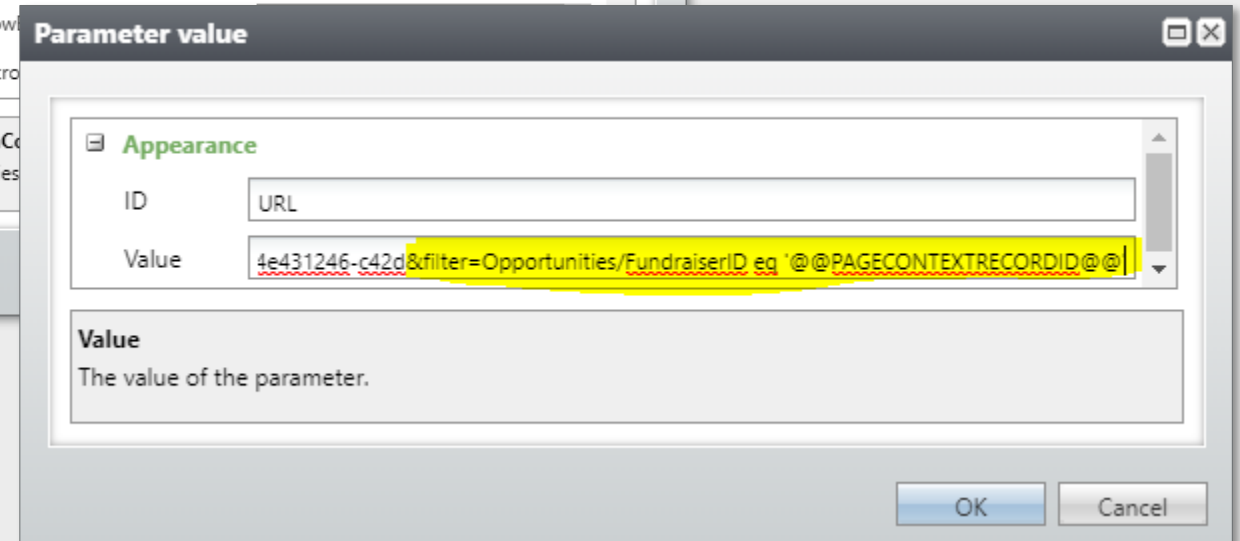 Parameter value
Appearance
ID
URL
Value
4e431246-c42d&filter=Opportunities/FundraiserID eq '@@PAGECONTEXTRECORDID@@'
Value
The value of the parameter.
OK
Cancel